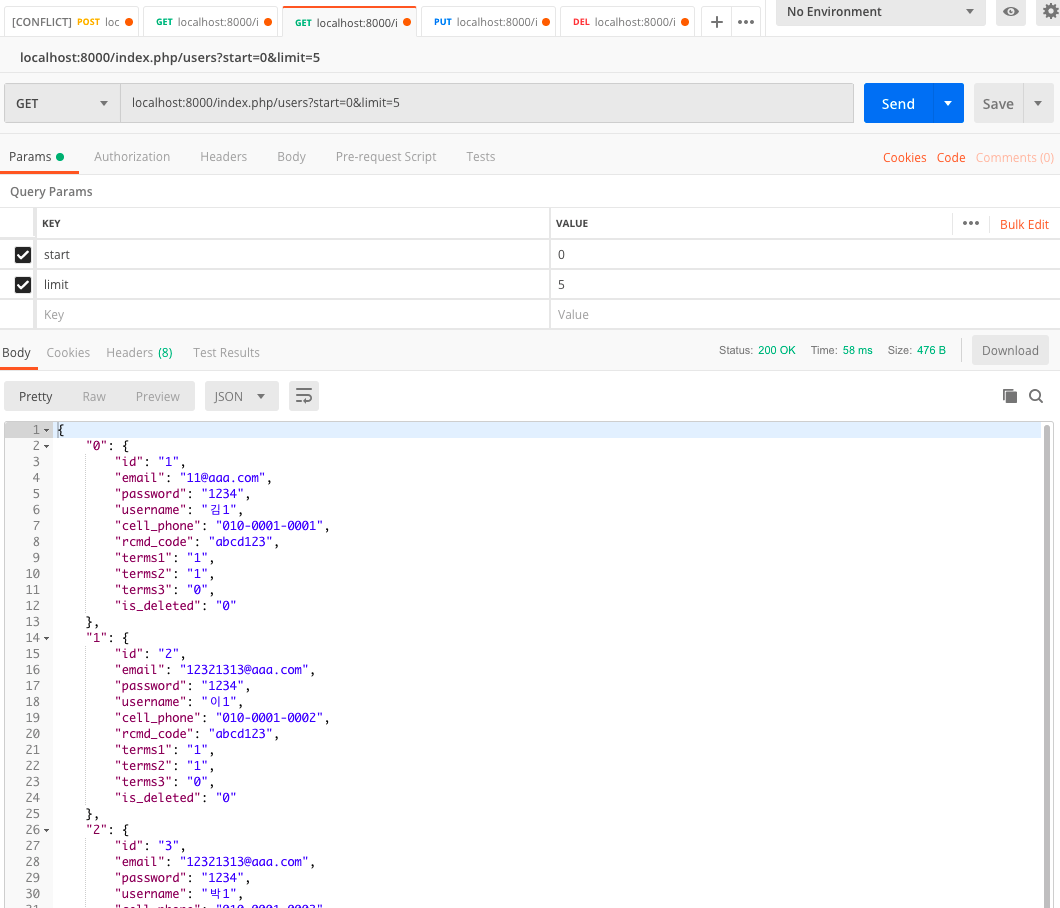 [CONFLICT] POST loc GET localhost:8000/i GET localhost:8000/i PUT localhost:8000/i DEL localhost:8000/i + ••• No Environment
localhost:8000/index.php/users?start=0&limit=5
GET localhost:8000/index.php/users?start=0&limit=5 Send Save
Params Authorization Headers Body Pre-request Script Tests Cookies Code Comments (0)
Query Params
KEY VALUE ••• Bulk Edit
start 0
limit 5
Key Value
Body Cookies Headers (8) Test Results Status: 200 OK Time: 58 ms Size: 476 B Download
Pretty Raw Preview JSON
1 {
2 "0": {
3 "id": "1",
4 "email": "11@aaa.com",
5 "password": "1234",
6 "username": "김1",
7 "cell_phone": "010-0001-0001",
8 "rcmd_code": "abcd123",
9 "terms1": "1",
10 "terms2": "1",
11 "terms3": "0",
12 "is_deleted": "0"
13 },
14 "1": {
15 "id": "2",
16 "email": "12321313@aaa.com",
17 "password": "1234",
18 "username": "이1",
19 "cell_phone": "010-0001-0002",
20 "rcmd_code": "abcd123",
21 "terms1": "1",
22 "terms2": "1",
23 "terms3": "0",
24 "is_deleted": "0"
25 },
26 "2": {
27 "id": "3",
28 "email": "12321313@aaa.com",
29 "password": "1234",
30 "username": "박1",